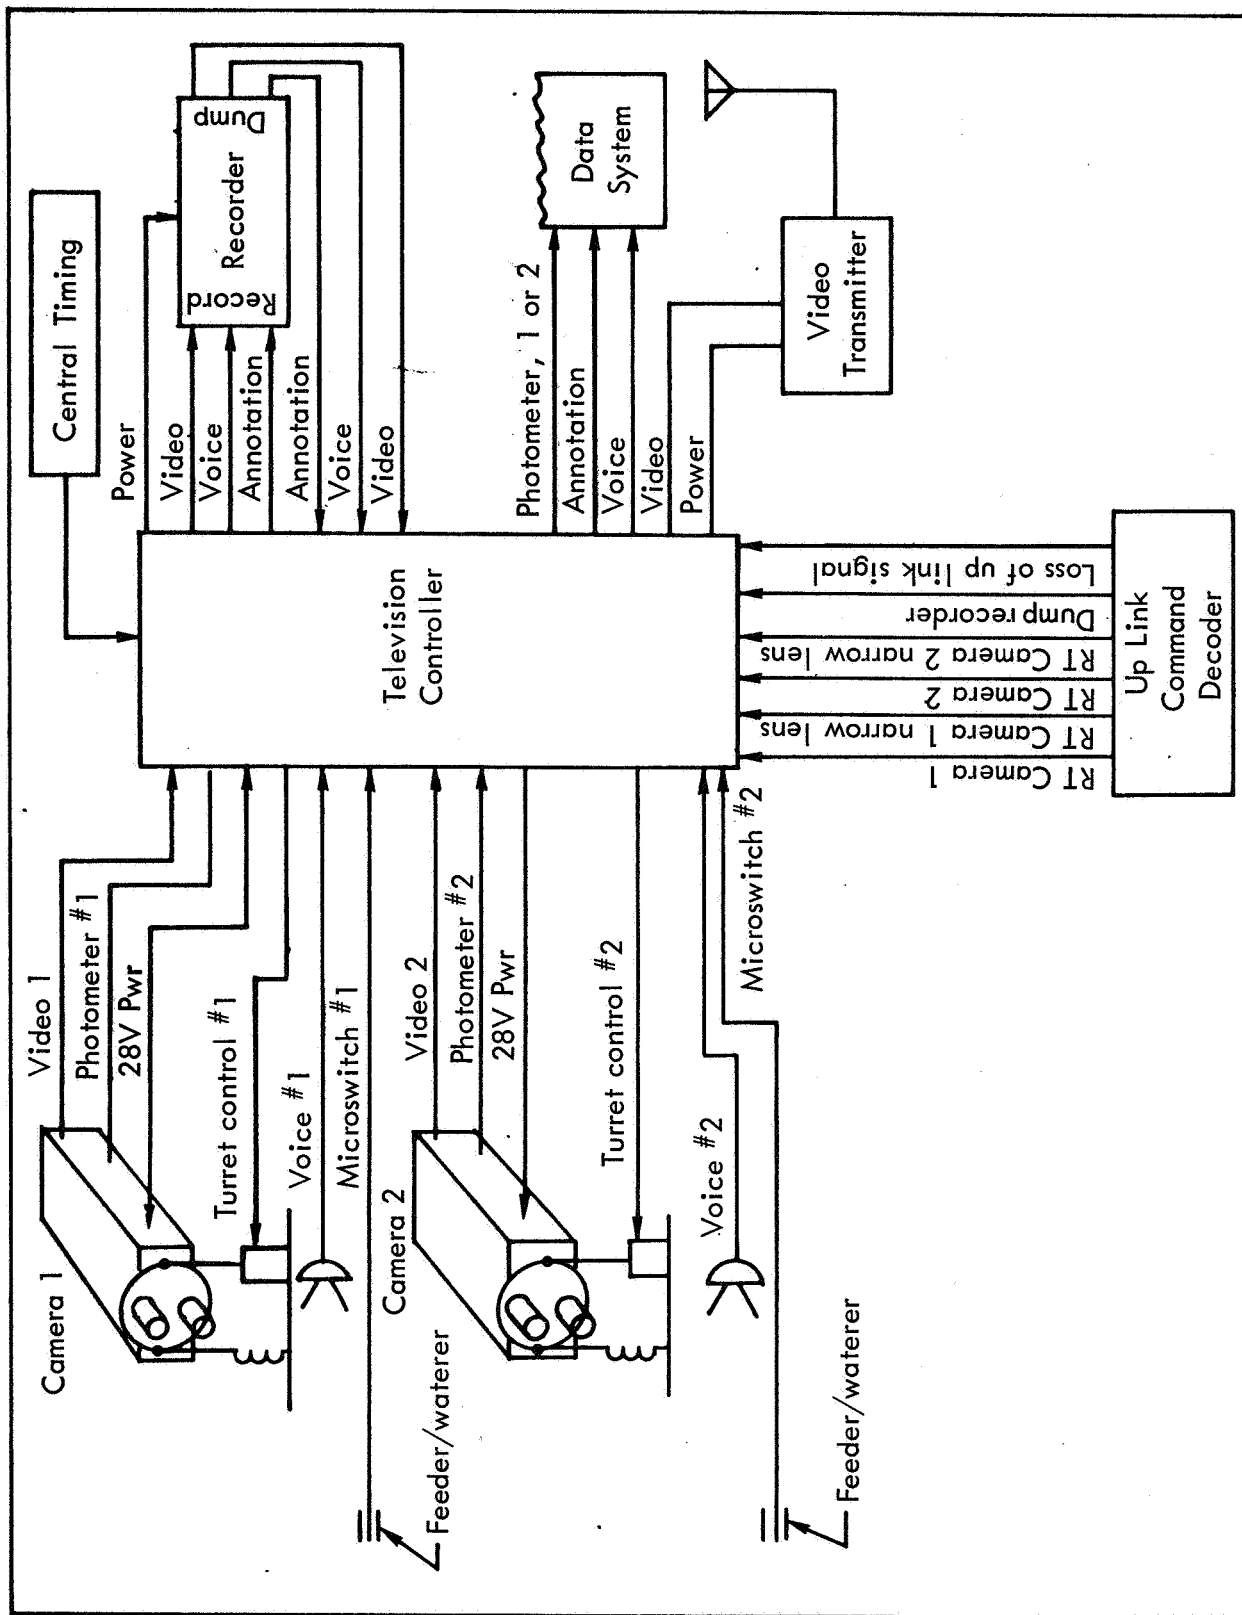 Camera 1
Video 1
Photometer #1
28V Pwr
Turret control #1
Voice #1
Microswitch #1
Feeder/waterer
Camera 2
Video 2
Photometer #2
28V Pwr
Turret control #2
Voice #2
Microswitch #2
Feeder/waterer
Television
Controller
Central Timing
Power
Video
Voice
Annotation
Annotation
Voice
Video
Record
Recorder
Dump
Photometer, 1 or 2
Annotation
Voice
Video
Power
Data
System
Video
Transmitter
RT Camera 1
RT Camera 1 narrow lens
RT Camera 2
RT Camera 2 narrow lens
Dump recorder
Loss of up link signal
Up Link
Command
Decoder